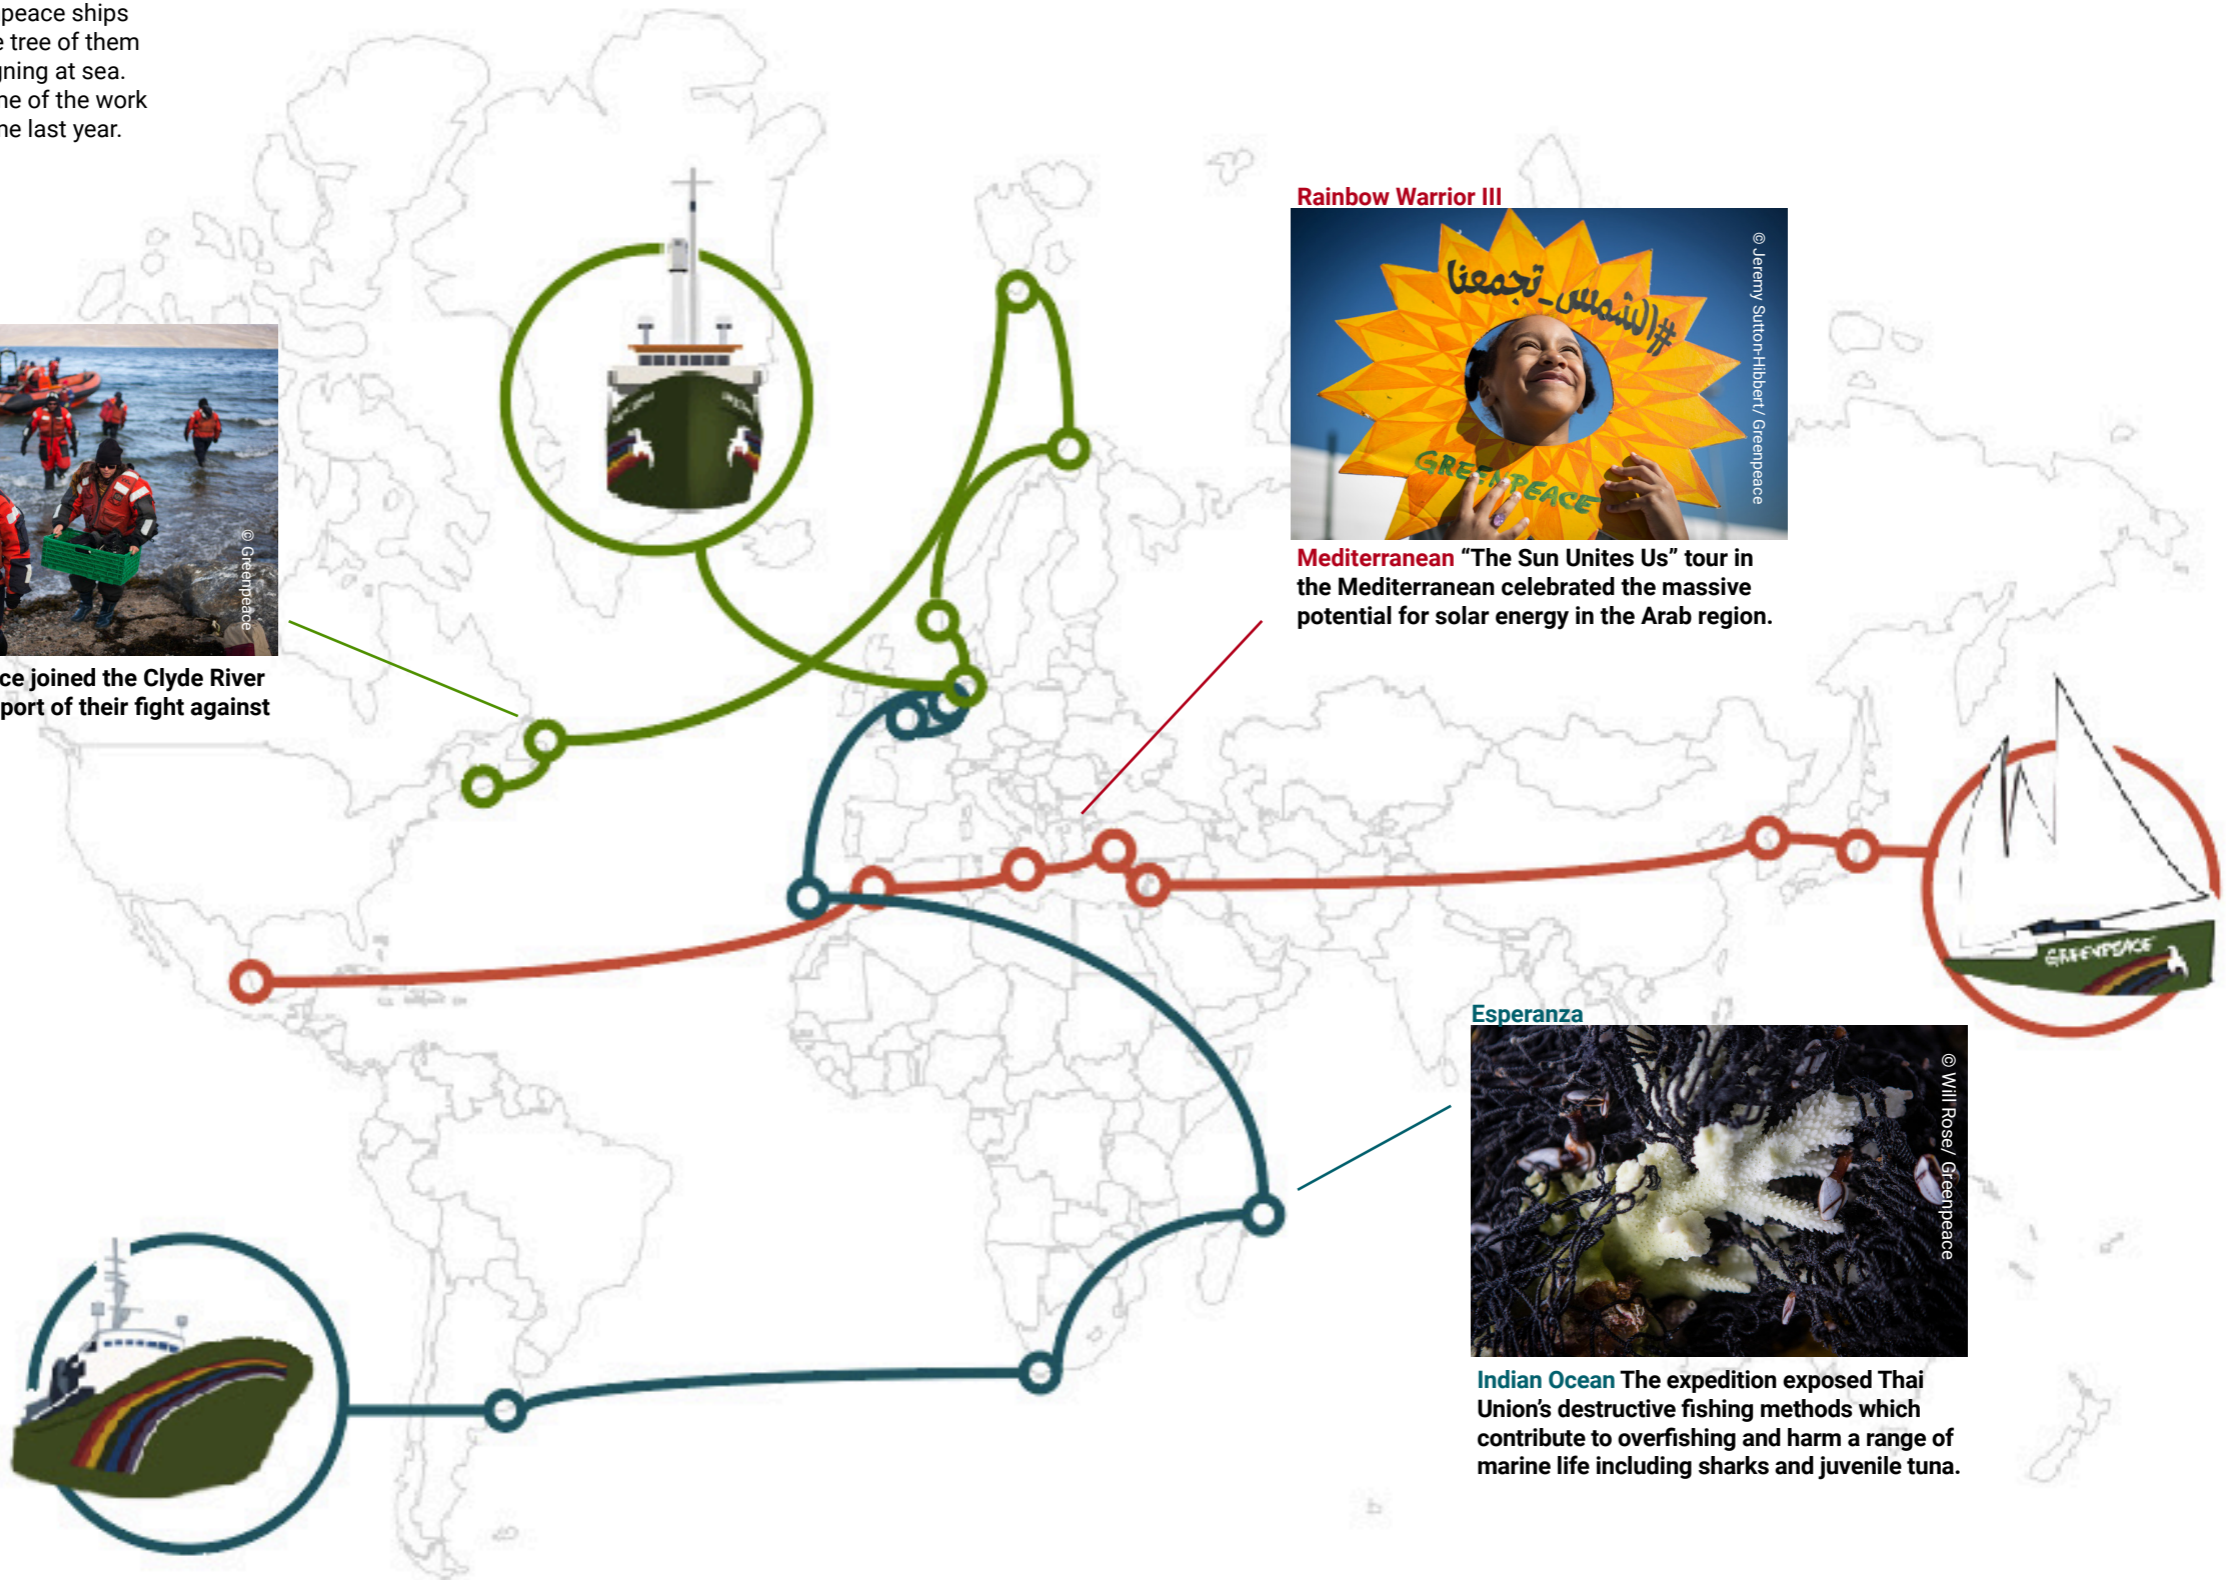 peace ships
e tree of them
gning at sea.
ne of the work
ne last year.
Rainbow Warrior III
© Jeremy Sutton-Hibbert/ Greenpeace
#الشمس_تجمعنا
GREENPEACE
Mediterranean “The Sun Unites Us” tour in
the Mediterranean celebrated the massive
potential for solar energy in the Arab region.
© Greenpeace
ce joined the Clyde River
port of their fight against
GREENPEACE
Esperanza
© Will Rose/ Greenpeace
Indian Ocean The expedition exposed Thai
Union’s destructive fishing methods which
contribute to overfishing and harm a range of
marine life including sharks and juvenile tuna.